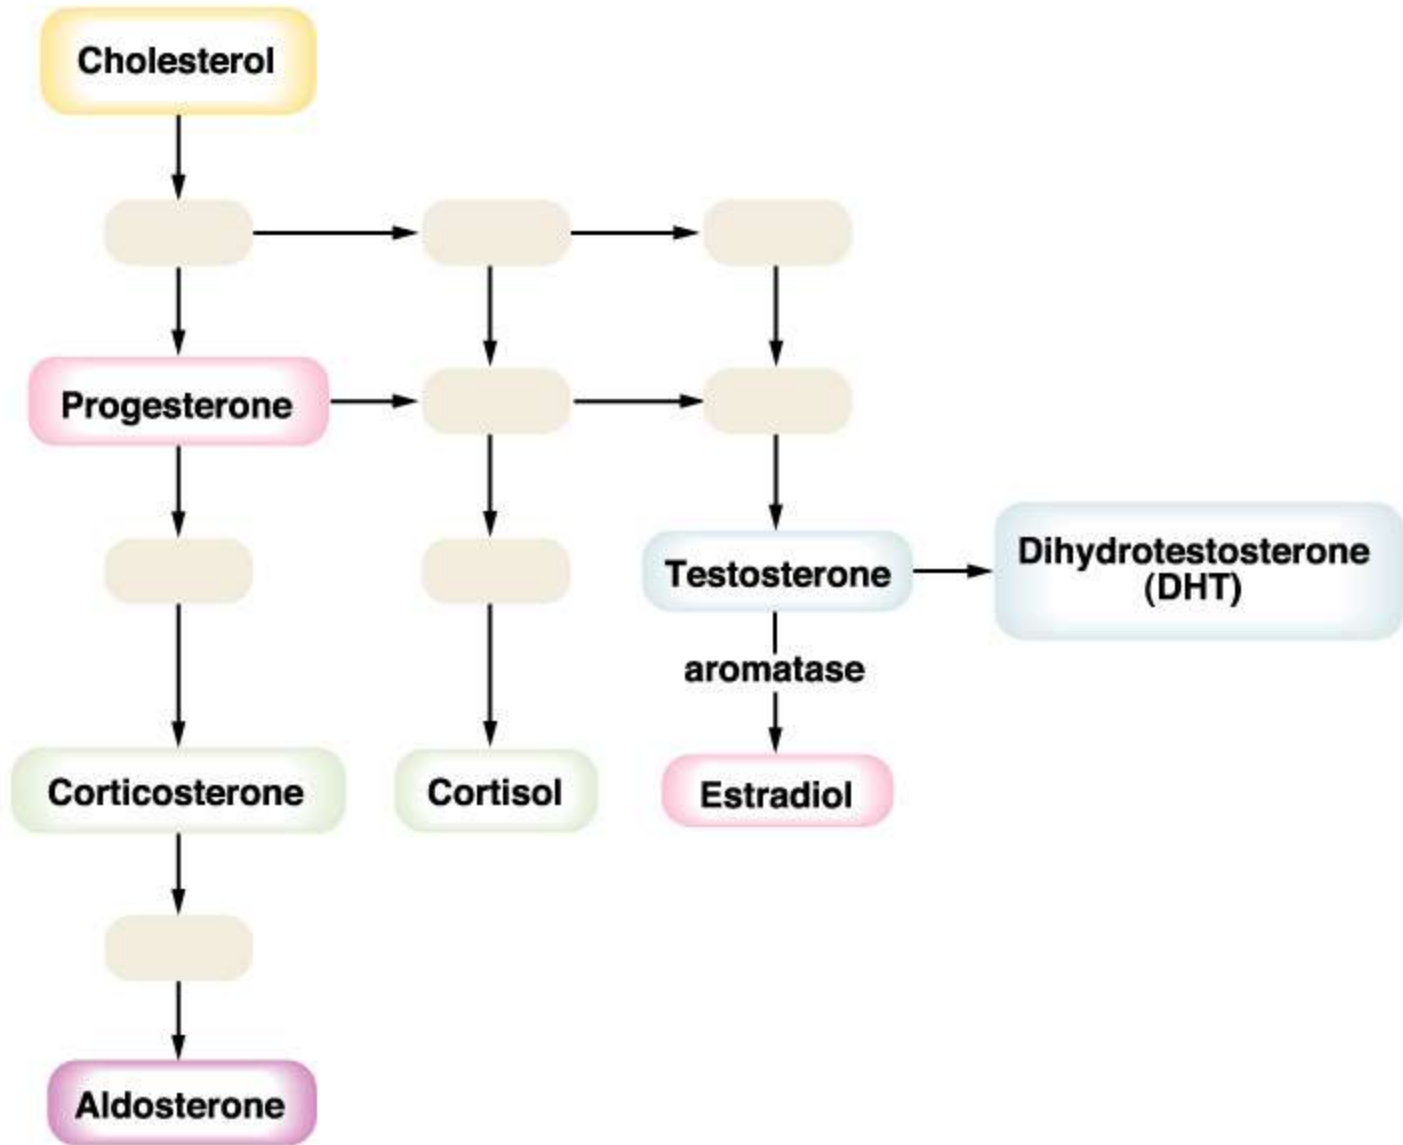 Cholesterol
Progesterone
Testosterone
Dihydrotestosterone
(DHT)
aromatase
Corticosterone
Cortisol
Estradiol
Aldosterone